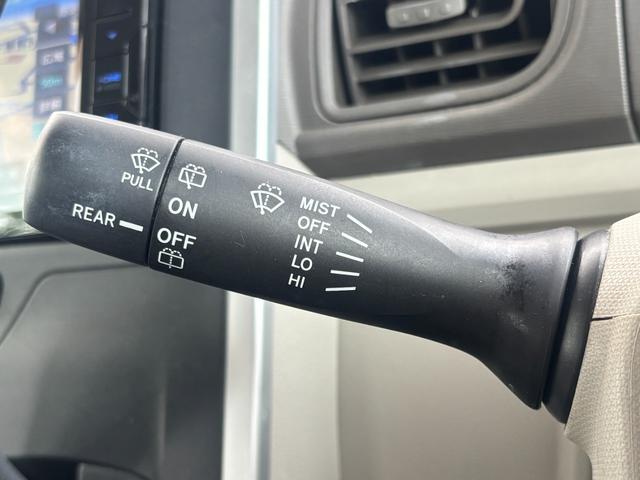 PULL
REAR
ON
OFF
MIST
OFF
INT
LO
HI